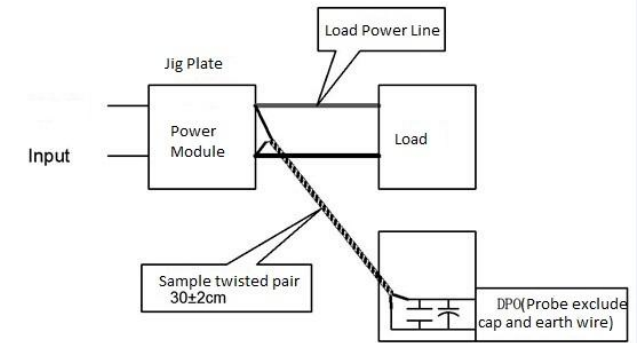 Load Power Line
Jig Plate
Power
Module
Load
Input
Sample twisted pair
30±2cm
DPO(Probe exclude
cap and earth wire)